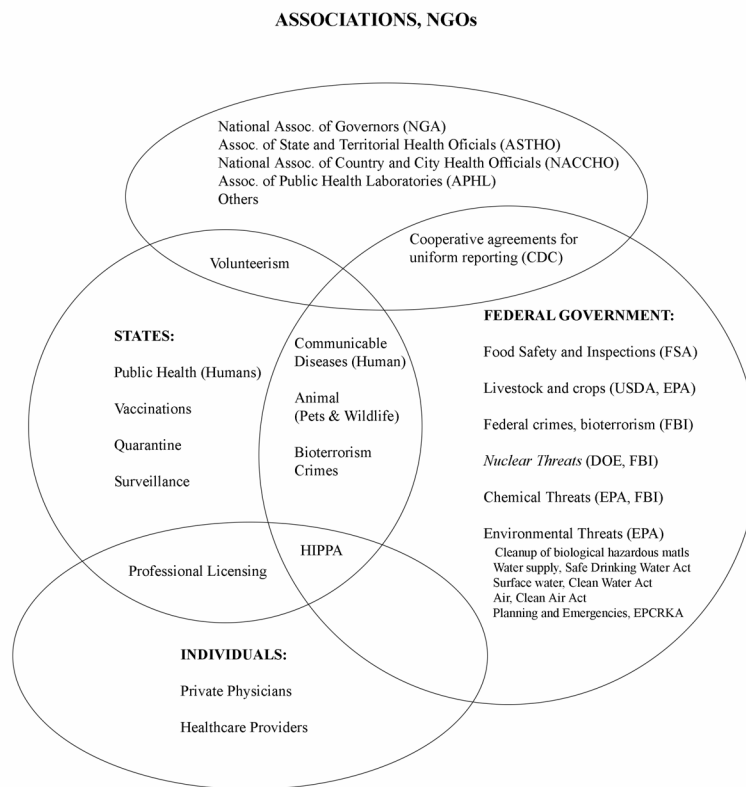 ASSOCIATIONS, NGOs
National Assoc. of Governors (NGA)
Assoc. of State and Territorial Health Oficials (ASTHO)
National Assoc. of Country and City Health Officials (NACCHO)
Assoc. of Public Health Laboratories (APHL)
Others
Cooperative agreements for
uniform reporting (CDC)
Volunteerism
STATES:
Public Health (Humans)
Vaccinations
Quarantine
Surveillance
Communicable
Diseases (Human)
Animal
(Pets & Wildlife)
Bioterrorism
Crimes
FEDERAL GOVERNMENT:
Food Safety and Inspections (FSA)
Livestock and crops (USDA, EPA)
Federal crimes, bioterrorism (FBI)
Nuclear Threats (DOE, FBI)
Chemical Threats (EPA, FBI)
Environmental Threats (EPA)
Cleanup of biological hazardous matls
Water supply, Safe Drinking Water Act
Surface water, Clean Water Act
Air, Clean Air Act
Planning and Emergencies, EPCRKA
HIPPA
Professional Licensing
INDIVIDUALS:
Private Physicians
Healthcare Providers